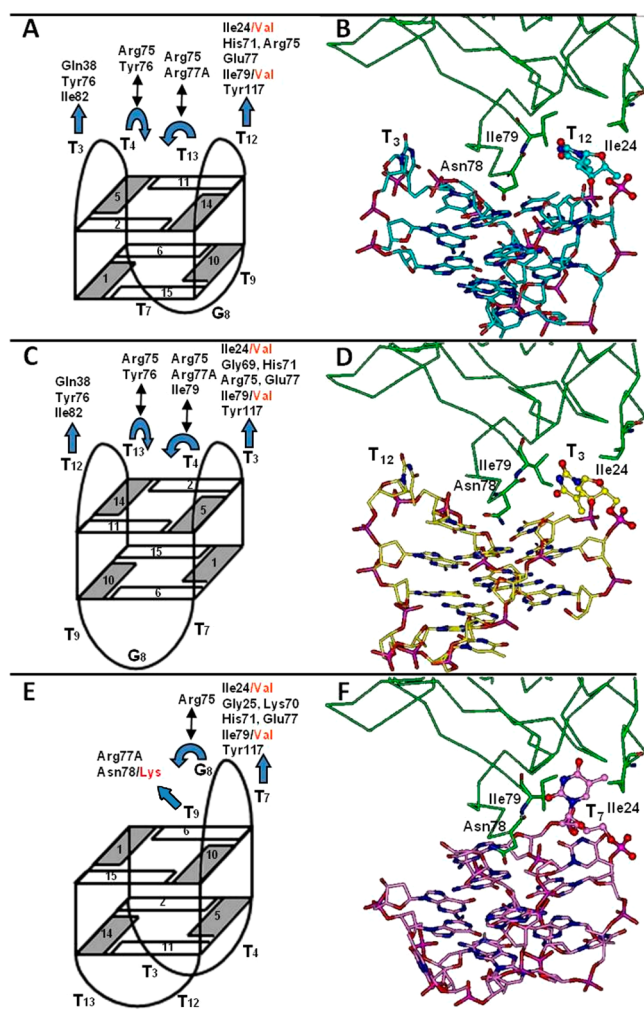 A
Gln38
Tyr76
Ile82
Arg75
Tyr76
Arg75
Arg77A
Ile24/Val
His71, Arg75
Glu77
Ile79/Val
Tyr117
T3
T4
T13
T12
11
5
14
2
6
10
1
15
T9
T7
G8
B
Ile79
T3
T12
Ile24
Asn78
C
Gln38
Tyr76
Ile82
Arg75
Tyr76
Arg75
Arg77A
Ile79
Ile24/Val
Gly69, His71
Arg75, Glu77
Ile79/Val
Tyr117
T12
T13
T4
T3
2
14
5
11
15
1
10
6
T9
T7
G8
D
T12
Ile79
T3
Ile24
Asn78
E
Arg77A
Asn78/Lys
Arg75
Ile24/Val
Gly25, Lys70
His71, Glu77
Ile79/Val
Tyr117
G8
T7
T9
6
1
10
15
2
5
14
11
T3
T4
T13
T12
F
Ile79
T7
Ile24
Asn78